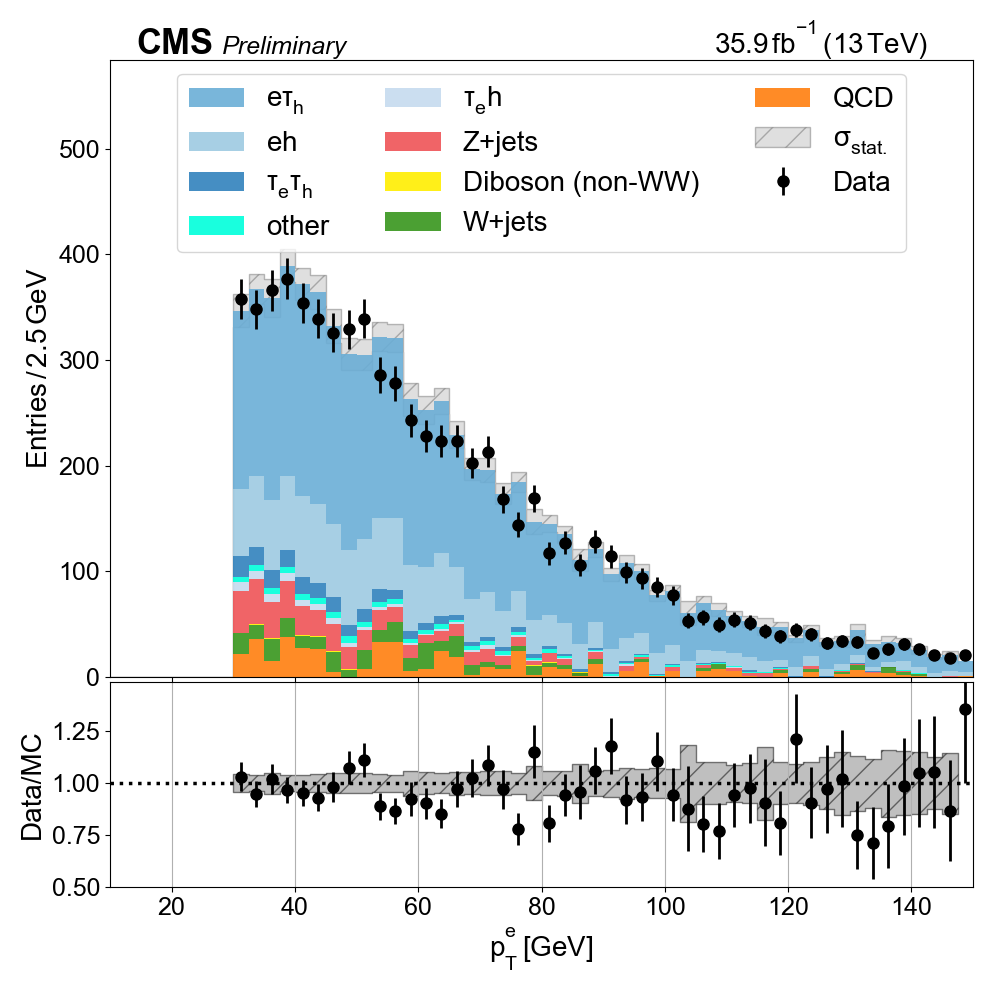 CMS Preliminary 35.9 fb⁻¹ (13 TeV)
eτh τeh QCD
eh Z+jets σstat.
τeτh Diboson (non-WW) Data
other W+jets
Entries / 2.5 GeV
500
400
300
200
100
0
Data/MC
1.25
1.00
0.75
0.50
20 40 60 80 100 120 140
pTe [GeV]